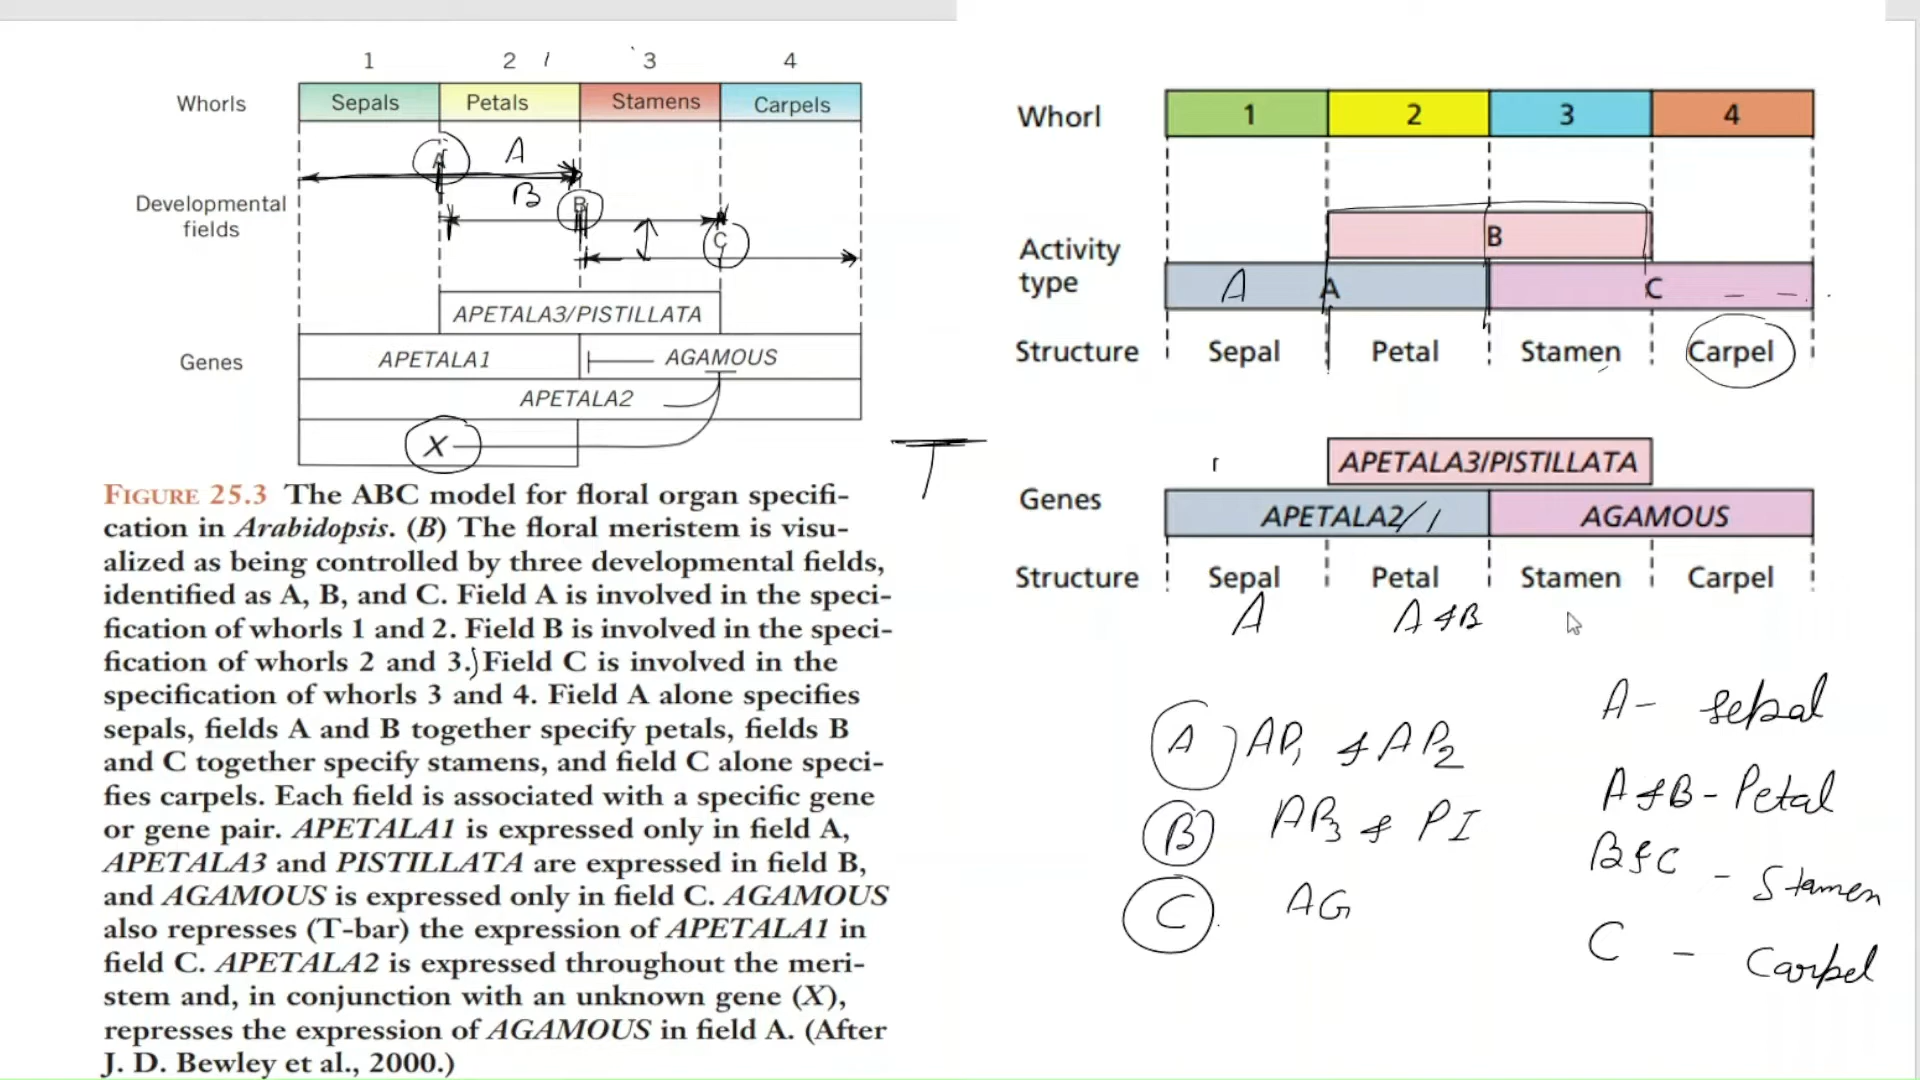 1 2 3 4
Whorls Sepals Petals Stamens Carpels
A A
B B
Developmental
fields
C
APETALA3/PISTILLATA
Genes APETALA1 AGAMOUS
APETALA2
X
T
FIGURE 25.3 The ABC model for floral organ specifi-
cation in Arabidopsis. (B) The floral meristem is visu-
alized as being controlled by three developmental fields,
identified as A, B, and C. Field A is involved in the speci-
fication of whorls 1 and 2. Field B is involved in the speci-
fication of whorls 2 and 3. Field C is involved in the
specification of whorls 3 and 4. Field A alone specifies
sepals, fields A and B together specify petals, fields B
and C together specify stamens, and field C alone speci-
fies carpels. Each field is associated with a specific gene
or gene pair. APETALA1 is expressed only in field A,
APETALA3 and PISTILLATA are expressed in field B,
and AGAMOUS is expressed only in field C. AGAMOUS
also represses (T-bar) the expression of APETALA1 in
field C. APETALA2 is expressed throughout the meri-
stem and, in conjunction with an unknown gene (X),
represses the expression of AGAMOUS in field A. (After
J. D. Bewley et al., 2000.)
Whorl 1 2 3 4
B
Activity
type
A A C
Structure Sepal Petal Stamen Carpel
APETALA3/PISTILLATA
Genes APETALA2/1 AGAMOUS
Structure Sepal Petal Stamen Carpel
A A & B
A AP1 & AP2
B AP3 & PI
C AG
A - Sepal
A & B - Petal
B & C - Stamen
C - Carpel